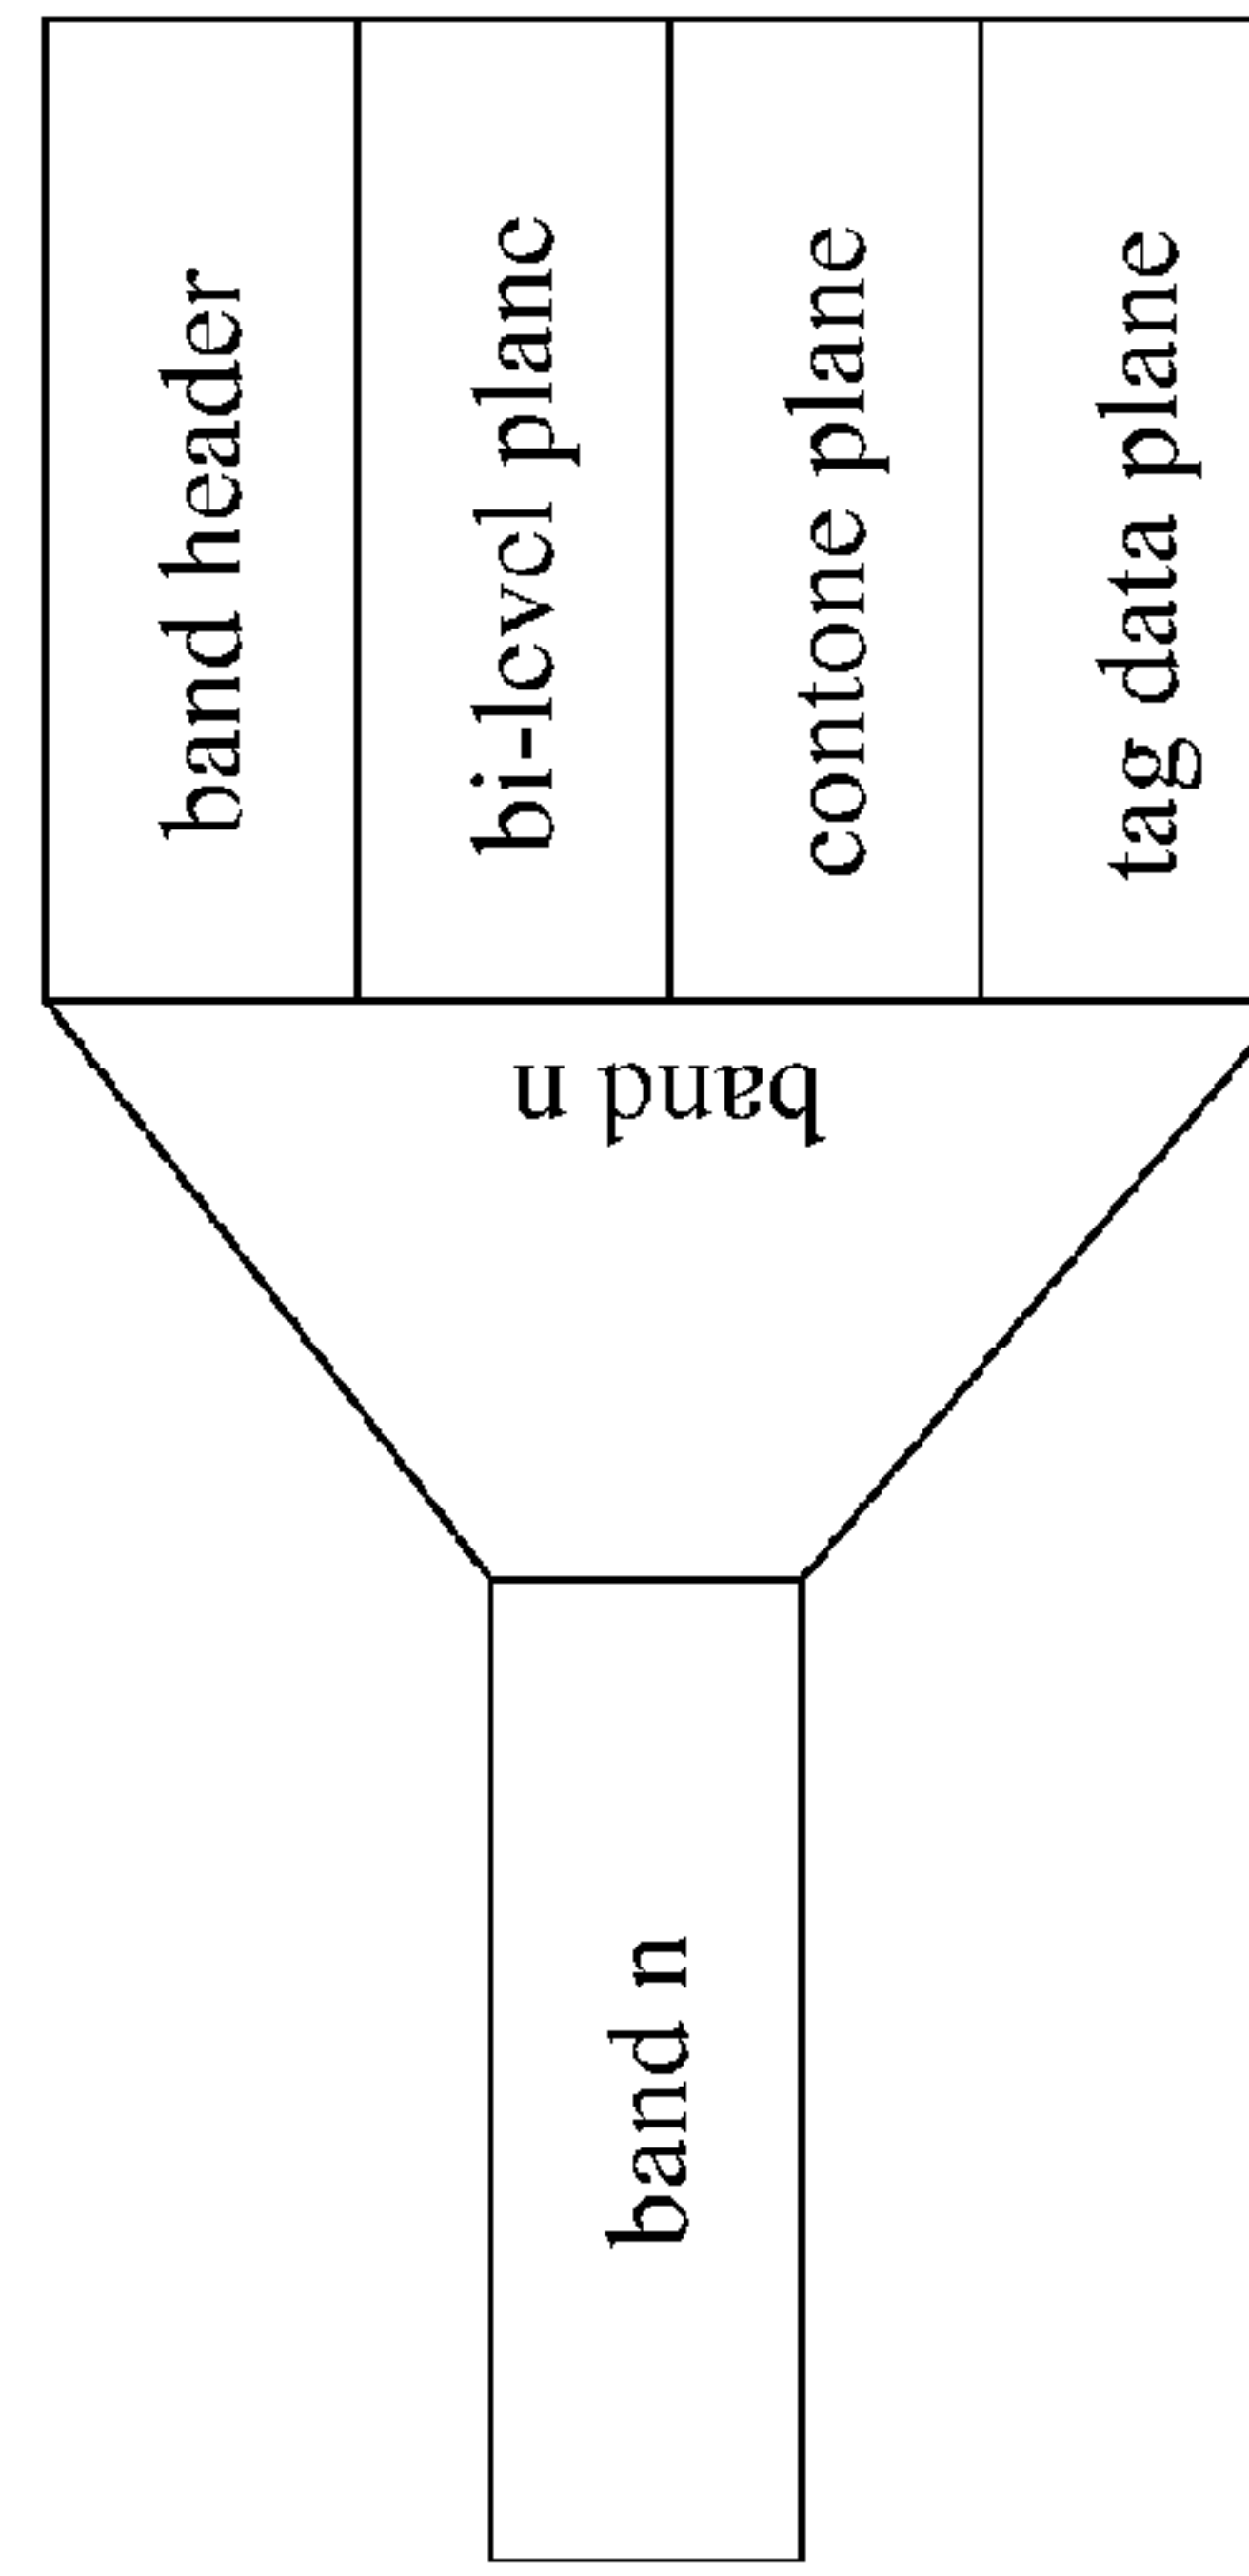 band n
band n
band header
bi-level plane
contone plane
tag data plane